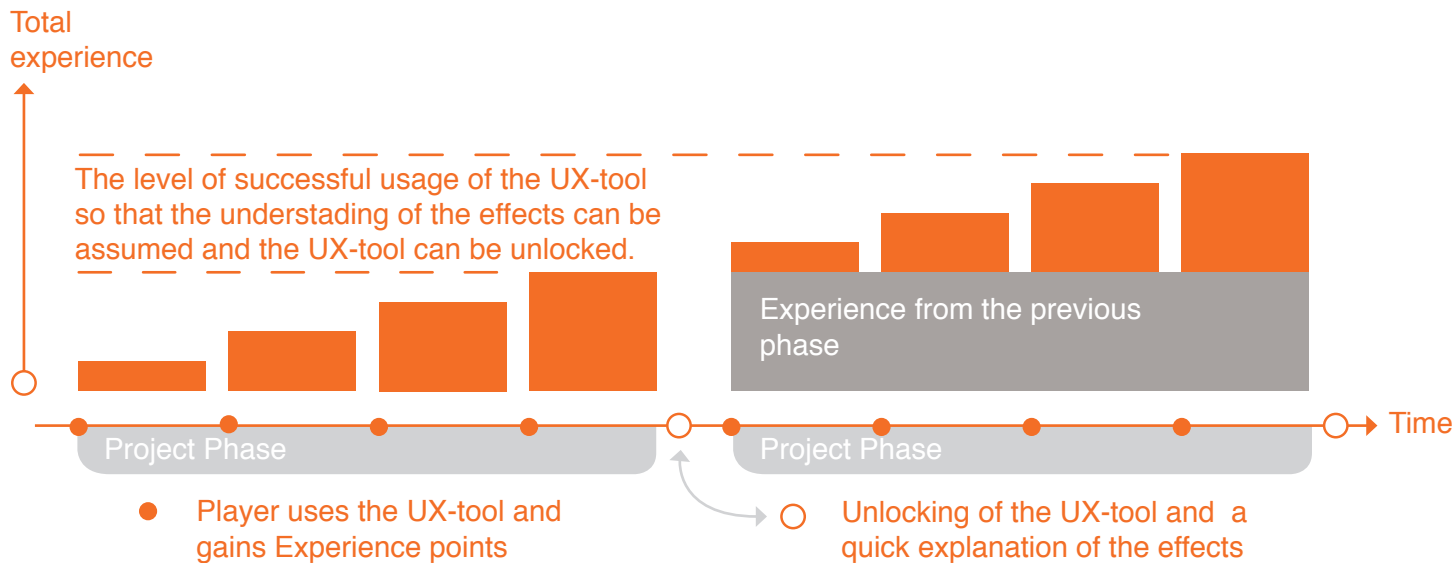 Total
experience
The level of successful usage of the UX-tool
so that the understading of the effects can be
assumed and the UX-tool can be unlocked.
Experience from the previous
phase
Time
Project Phase
Project Phase
Player uses the UX-tool and
gains Experience points
Unlocking of the UX-tool and a
quick explanation of the effects